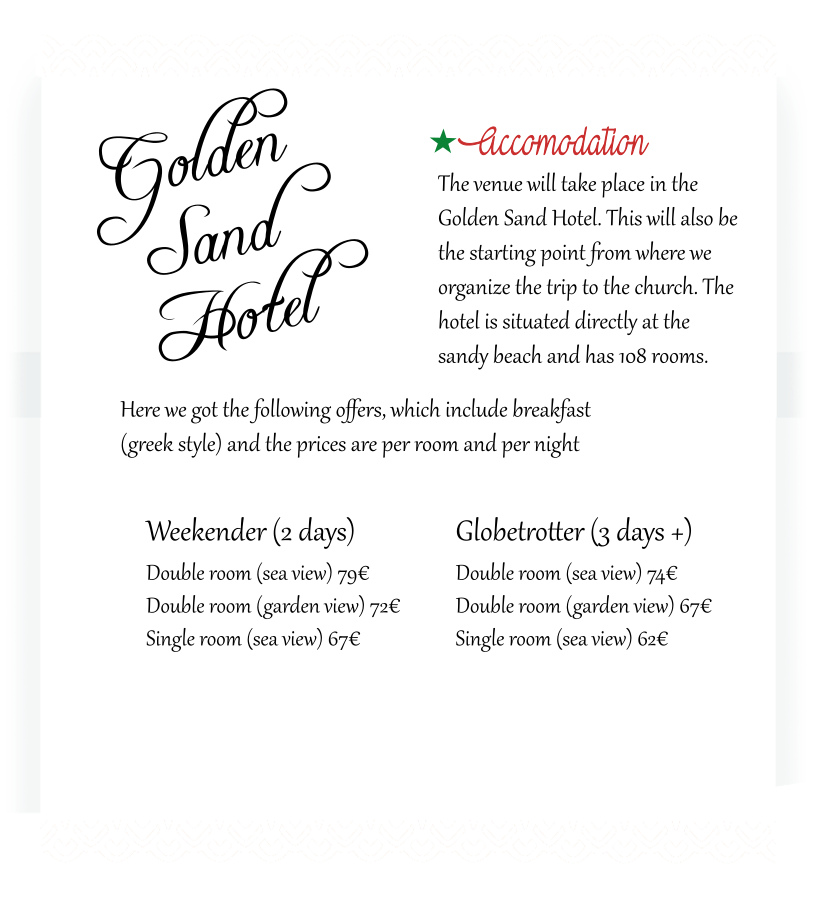 Golden
Sand
Hotel
Accomodation
The venue will take place in the
Golden Sand Hotel. This will also be
the starting point from where we
organize the trip to the church. The
hotel is situated directly at the
sandy beach and has 108 rooms.
Here we got the following offers, which include breakfast
(greek style) and the prices are per room and per night
Weekender (2 days)
Double room (sea view) 79€
Double room (garden view) 72€
Single room (sea view) 67€
Globetrotter (3 days +)
Double room (sea view) 74€
Double room (garden view) 67€
Single room (sea view) 62€